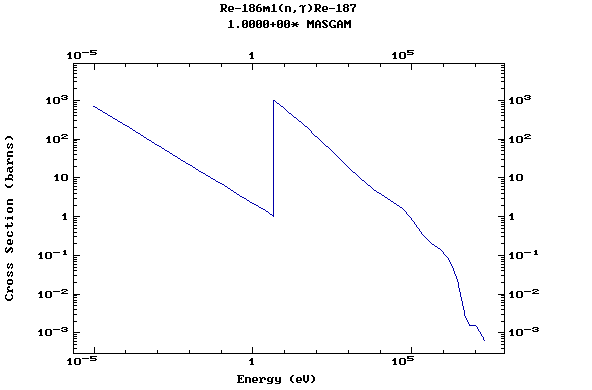 Re-186m1(n,γ)Re-187
1.0000+00* MASGAM
10⁻⁵ 1 10⁵
10³ 10³
10² 10²
10 10
1 1
10⁻¹ 10⁻¹
10⁻² 10⁻²
10⁻³ 10⁻³
Cross Section (barns)
10⁻⁵ 1 10⁵
Energy (eV)